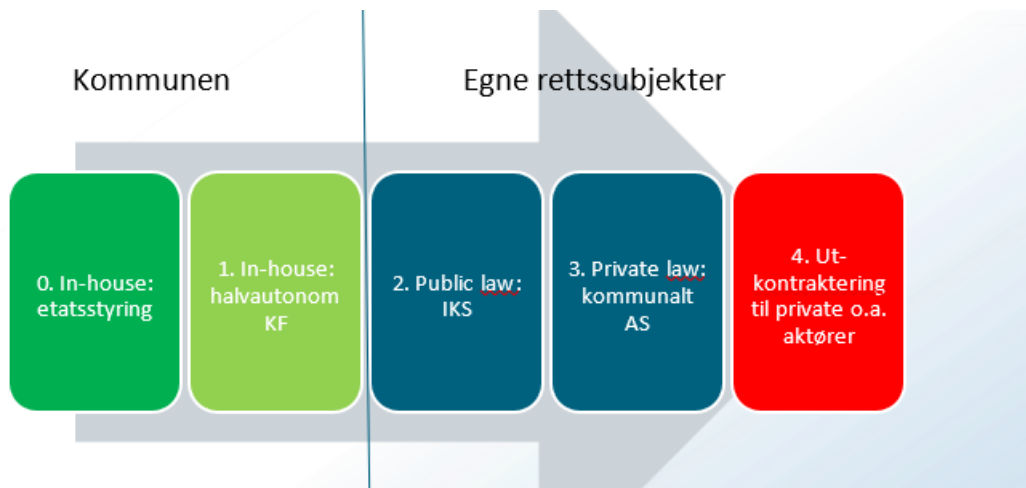 Kommunen
Egne rettssubjekter
0. In-house:
etatsstyring
1. In-house:
halvautonom
KF
2. Public law:
IKS
3. Private law:
kommunalt
AS
4. Ut-
kontraktering
til private o.a.
aktører